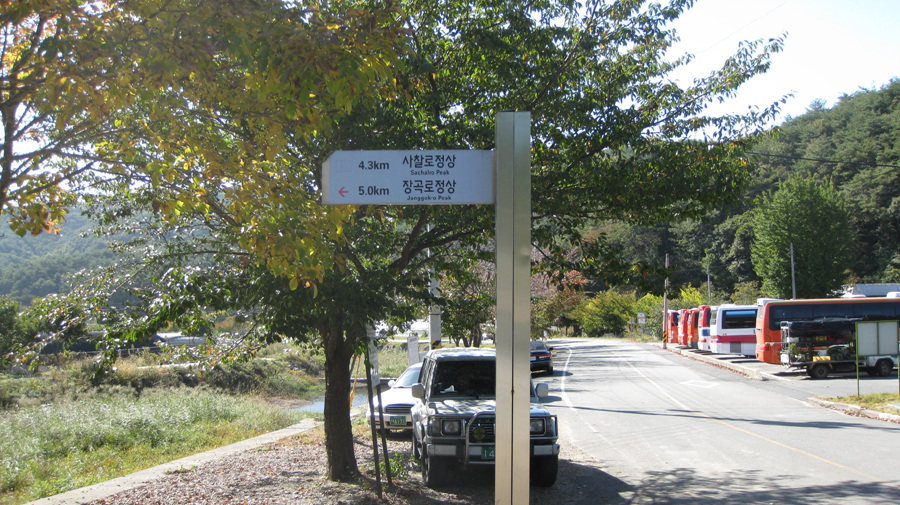 4.3km 사찰로정상
Sachalro Peak
5.0km 장곡로정상
Janggok-ro Peak
14